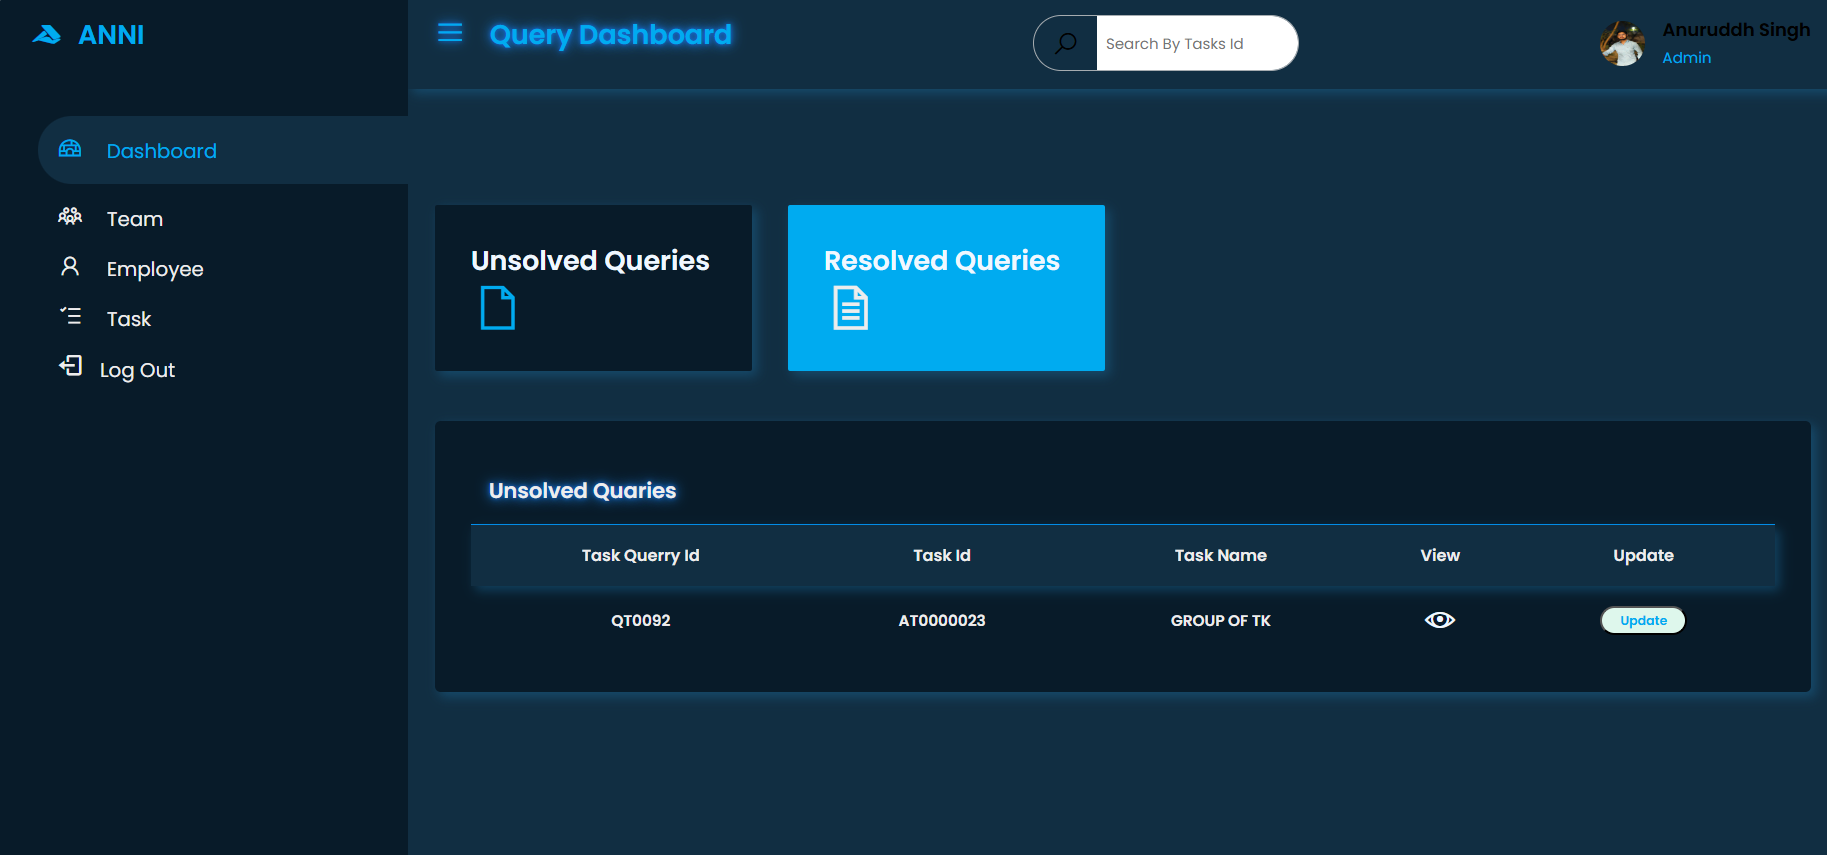 ANNI
Query Dashboard
Search By Tasks Id
Anuruddh Singh
Admin
Dashboard
Team
Employee
Task
Log Out
Unsolved Queries
Resolved Queries
Unsolved Quaries
Task Querry Id Task Id Task Name View Update
QT0092 AT0000023 GROUP OF TK Update